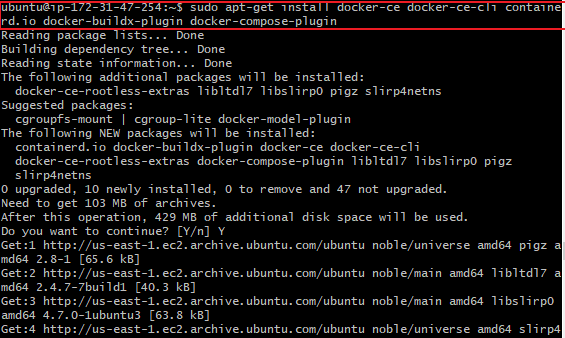 ubuntu@ip-172-31-47-254:~$ sudo apt-get install docker-ce docker-ce-cli containe
rd.io docker-buildx-plugin docker-compose-plugin
Reading package lists... Done
Building dependency tree... Done
Reading state information... Done
The following additional packages will be installed:
  docker-ce-rootless-extras libltdl7 libslirp0 pigz slirp4netns
Suggested packages:
  cgroupfs-mount | cgroup-lite docker-model-plugin
The following NEW packages will be installed:
  containerd.io docker-buildx-plugin docker-ce docker-ce-cli
  docker-ce-rootless-extras docker-compose-plugin libltdl7 libslirp0 pigz
  slirp4netns
0 upgraded, 10 newly installed, 0 to remove and 47 not upgraded.
Need to get 103 MB of archives.
After this operation, 429 MB of additional disk space will be used.
Do you want to continue? [Y/n] Y
Get:1 http://us-east-1.ec2.archive.ubuntu.com/ubuntu noble/universe amd64 pigz a
md64 2.8-1 [65.6 kB]
Get:2 http://us-east-1.ec2.archive.ubuntu.com/ubuntu noble/main amd64 libltdl7 a
md64 2.4.7-7build1 [40.3 kB]
Get:3 http://us-east-1.ec2.archive.ubuntu.com/ubuntu noble/main amd64 libslirp0
amd64 4.7.0-1ubuntu3 [63.8 kB]
Get:4 http://us-east-1.ec2.archive.ubuntu.com/ubuntu noble/universe amd64 slirp4